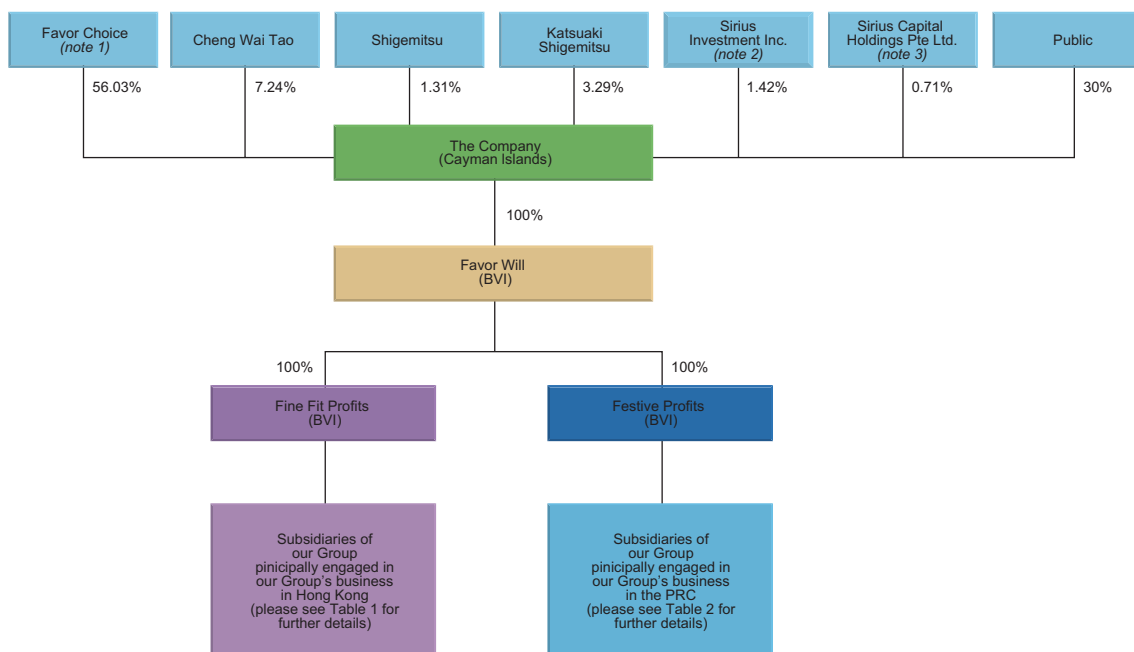 Favor Choice
(note 1)
Cheng Wai Tao
Shigemitsu
Katsuaki
Shigemitsu
Sirius
Investment Inc.
(note 2)
Sirius Capital
Holdings Pte Ltd.
(note 3)
Public
56.03%
7.24%
1.31%
3.29%
1.42%
0.71%
30%
The Company
(Cayman Islands)
100%
Favor Will
(BVI)
100%
100%
Fine Fit Profits
(BVI)
Festive Profits
(BVI)
Subsidiaries of
our Group
pinicipally engaged in
our Group's business
in Hong Kong
(please see Table 1 for
further details)
Subsidiaries of
our Group
pinicipally engaged in
our Group's business
in the PRC
(please see Table 2 for
further details)